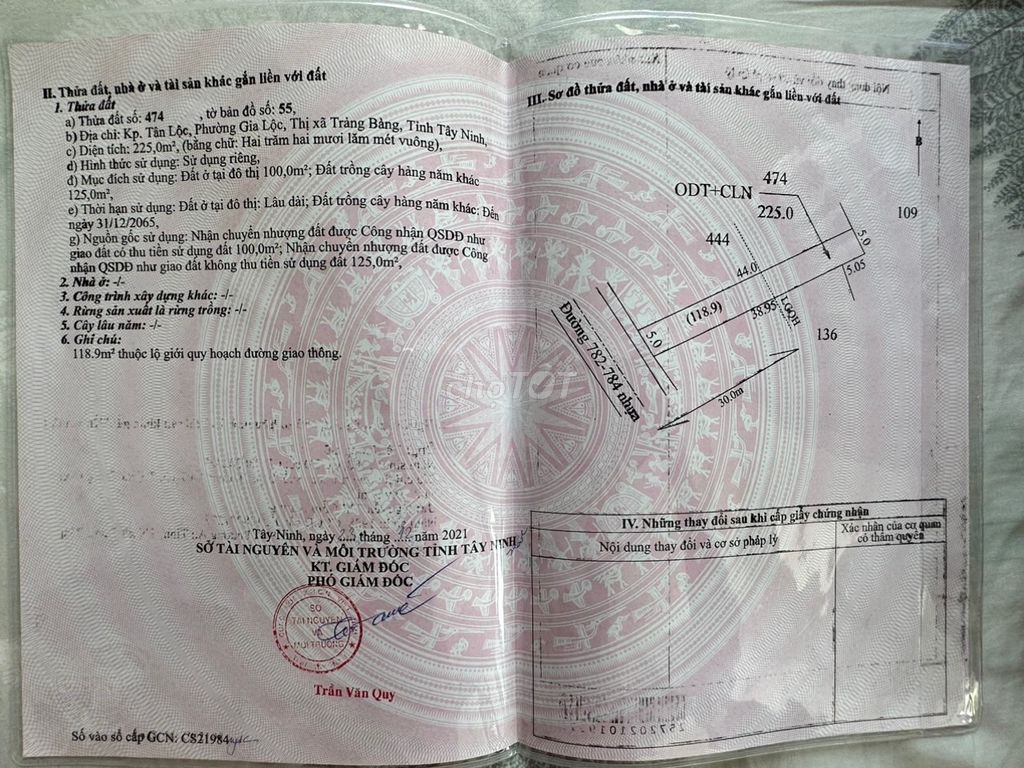 II. Thửa đất, nhà ở và tài sản khác gắn liền với đất
1. Thửa đất
a) Thửa đất số: 474 , tờ bản đồ số: 55,
b) Địa chỉ: Kp. Tân Lộc, Phường Gia Lộc, Thị xã Trảng Bàng, Tỉnh Tây Ninh,
c) Diện tích: 225,0m², (bằng chữ: Hai trăm hai mươi lăm mét vuông),
d) Hình thức sử dụng: Sử dụng riêng,
đ) Mục đích sử dụng: Đất ở tại đô thị 100,0m²; Đất trồng cây hàng năm khác
125,0m²,
e) Thời hạn sử dụng: Đất ở tại đô thị: Lâu dài; Đất trồng cây hàng năm khác: Đến
ngày 31/12/2065,
g) Nguồn gốc sử dụng: Nhận chuyển nhượng đất được Công nhận QSDĐ như
giao đất có thu tiền sử dụng đất 100,0m²; Nhận chuyển nhượng đất được Công
nhận QSDĐ như giao đất không thu tiền sử dụng đất 125,0m²,
2. Nhà ở: -/-
3. Công trình xây dựng khác: -/-
4. Rừng sản xuất là rừng trồng: -/-
5. Cây lâu năm: -/-
6. Ghi chú:
118.9m² thuộc lộ giới quy hoạch đường giao thông.
Tây Ninh, ngày tháng năm 2021
SỞ TÀI NGUYÊN VÀ MÔI TRƯỜNG TỈNH TÂY NINH
KT. GIÁM ĐỐC
PHÓ GIÁM ĐỐC
SỞ
TÀI NGUYÊN
VÀ
MÔI TRƯỜNG
Trần Văn Quy
Số vào sổ cấp GCN: CS21984
III. Sơ đồ thửa đất, nhà ở và tài sản khác gắn liền với đất
B
474
ODT+CLN
225.0
109
444
5.0
44.0
5.05
(118.9)
38.95
LGQH
136
5.0
Đường 782-784 nhựa
30.0m
chợTỐT
IV. Những thay đổi sau khi cấp giấy chứng nhận
Nội dung thay đổi và cơ sở pháp lý
Xác nhận của cơ quan
có thẩm quyền